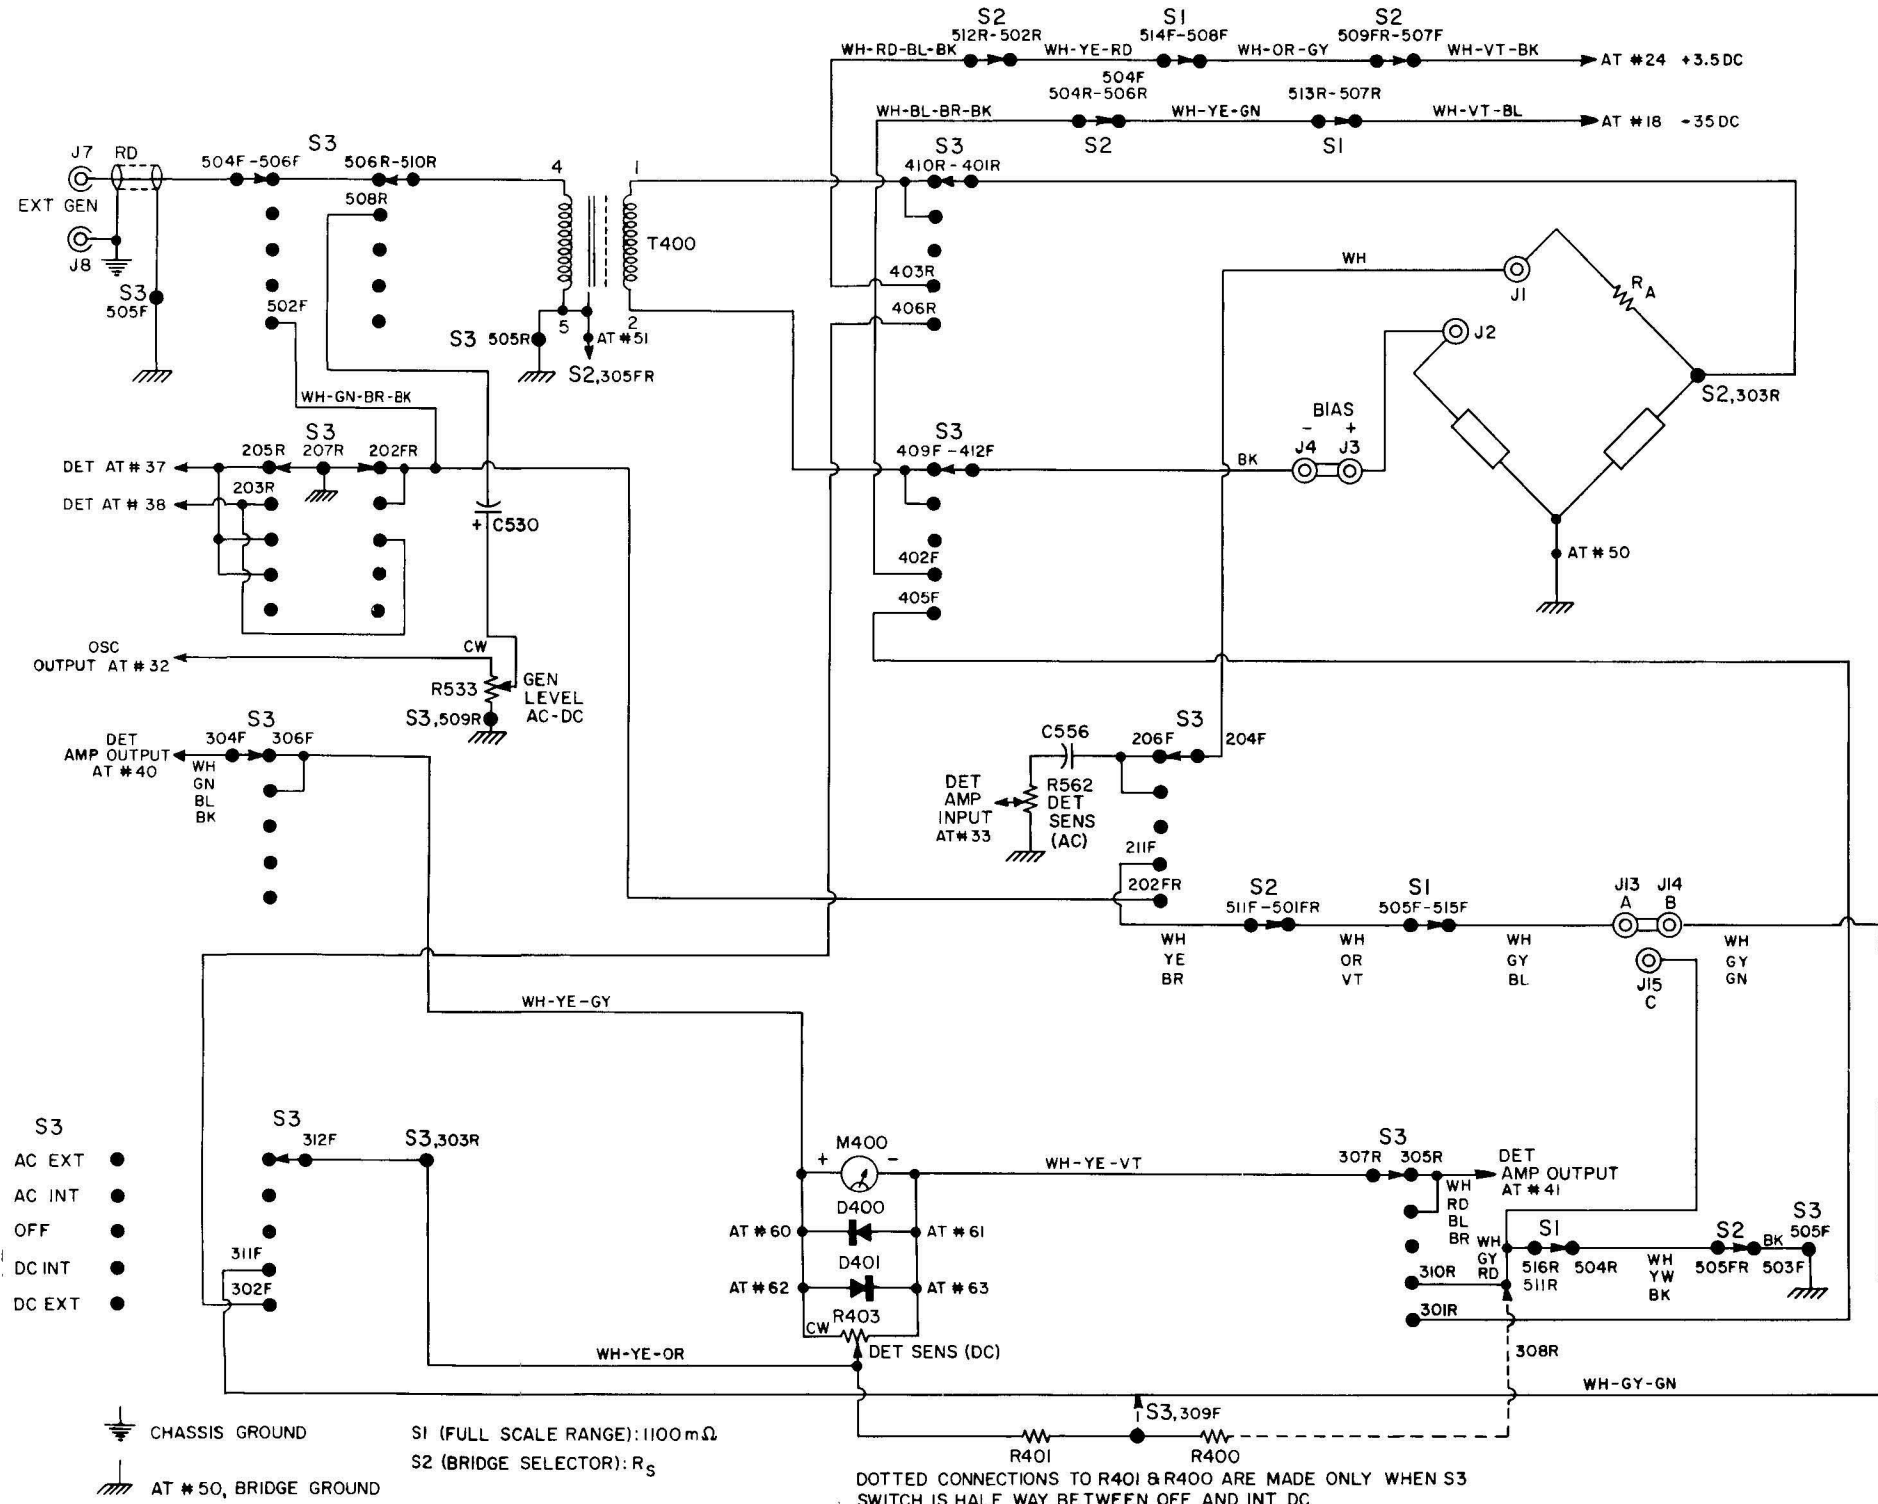 S2
512R-502R
S1
514F-508F
S2
509FR-507F
WH-RD-BL-BK
WH-YE-RD
WH-OR-GY
WH-VT-BK
AT #24 +3.5DC
504F
504R-506R
513R-507R
WH-BL-BR-BK
WH-YE-GN
WH-VT-BL
AT #18 -35DC
S2
S1
J7
RD
504F-506F
S3
506R-510R
508R
EXT GEN
J8
S3
505F
502F
4
1
T400
5
2
S3 505R
AT #51
S2,305FR
S3
410R-401R
403R
406R
WH
J1
RA
J2
S2,303R
WH-GN-BR-BK
S3
205R
207R
202FR
DET AT #37
203R
DET AT #38
+ C530
S3
409F-412F
402F
405F
BK
BIAS
- +
J4 J3
AT #50
OSC
OUTPUT AT #32
CW
R533
GEN
LEVEL
AC-DC
S3,509R
DET
AMP OUTPUT
AT #40
S3
304F
306F
WH
GN
BL
BK
C556
S3
206F
204F
DET
AMP
INPUT
AT #33
R562
DET
SENS
(AC)
211F
202FR
S2
511F-501FR
S1
505F-515F
J13 J14
A B
WH
YE
BR
WH
OR
VT
WH
GY
BL
J15
C
WH
GY
GN
WH-YE-GY
S3
AC EXT
AC INT
OFF
DC INT
DC EXT
S3
312F
S3,303R
311F
302F
M400
+ -
D400
AT #60
AT #61
D401
AT #62
AT #63
R403
CW
DET SENS (DC)
WH-YE-VT
WH-YE-OR
S3
307R
305R
DET
AMP OUTPUT
AT #41
WH
RD
BL
BR
WH
GY
RD
310R
301R
S1
516R
511R
504R
WH
YW
BK
S2
505FR
BK
503F
S3
505F
308R
WH-GY-GN
S3,309F
R401
R400
CHASSIS GROUND
AT #50, BRIDGE GROUND
S1 (FULL SCALE RANGE): 1100mΩ
S2 (BRIDGE SELECTOR): RS
DOTTED CONNECTIONS TO R401 & R400 ARE MADE ONLY WHEN S3
SWITCH IS HALF WAY BETWEEN OFF AND INT DC